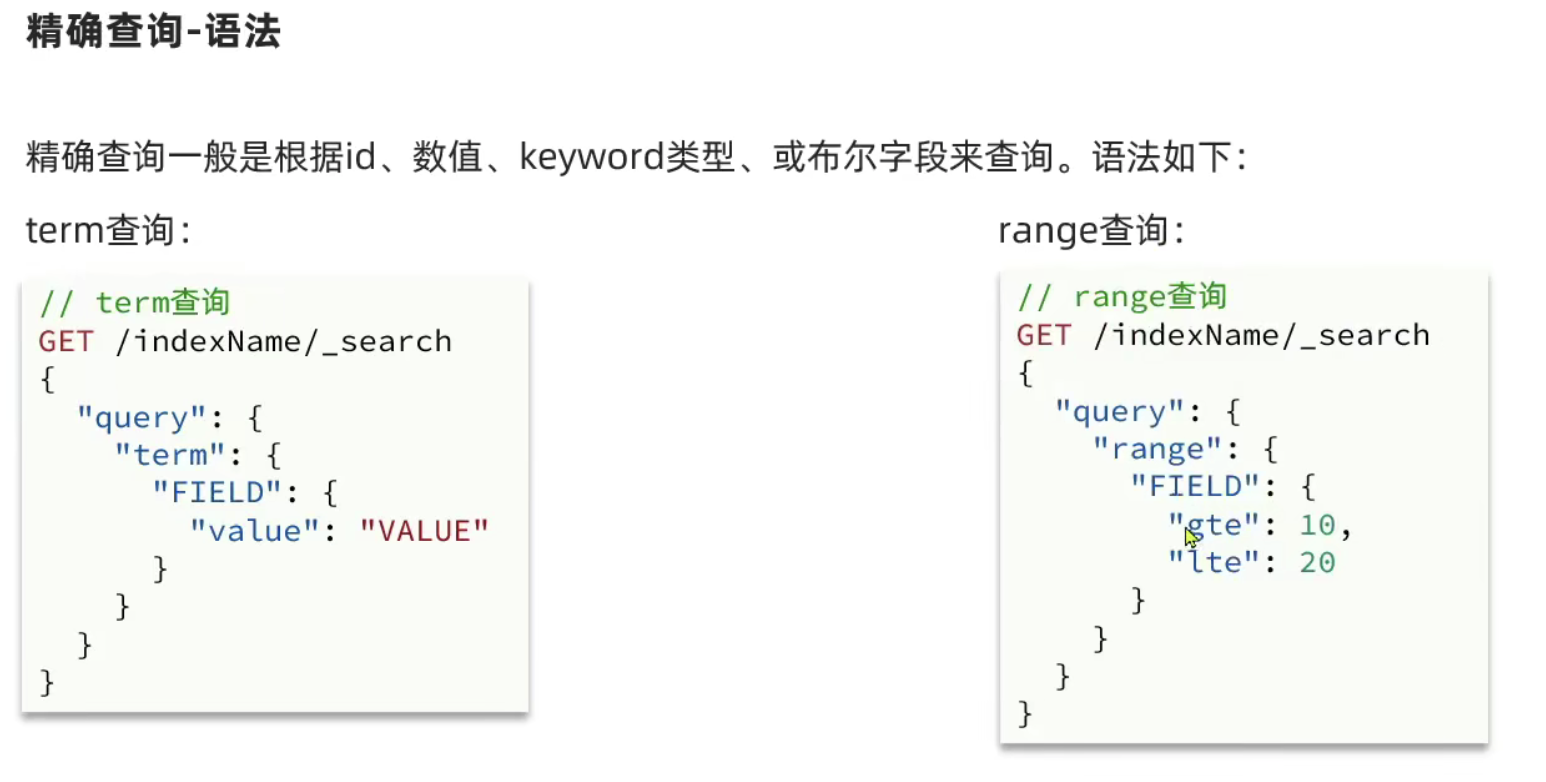 精确查询-语法
精确查询一般是根据id、数值、keyword类型、或布尔字段来查询。语法如下：
term查询：
// term查询
GET /indexName/_search
{
  "query": {
    "term": {
      "FIELD": {
        "value": "VALUE"
      }
    }
  }
}
range查询：
// range查询
GET /indexName/_search
{
  "query": {
    "range": {
      "FIELD": {
        "gte": 10,
        "lte": 20
      }
    }
  }
}